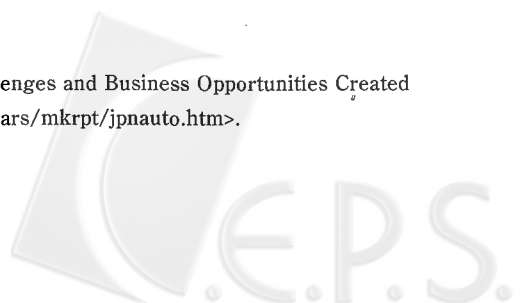 enges and Business Opportunities Created
ars/mkrpt/jpnauto.htm>.
C.E.P.S.